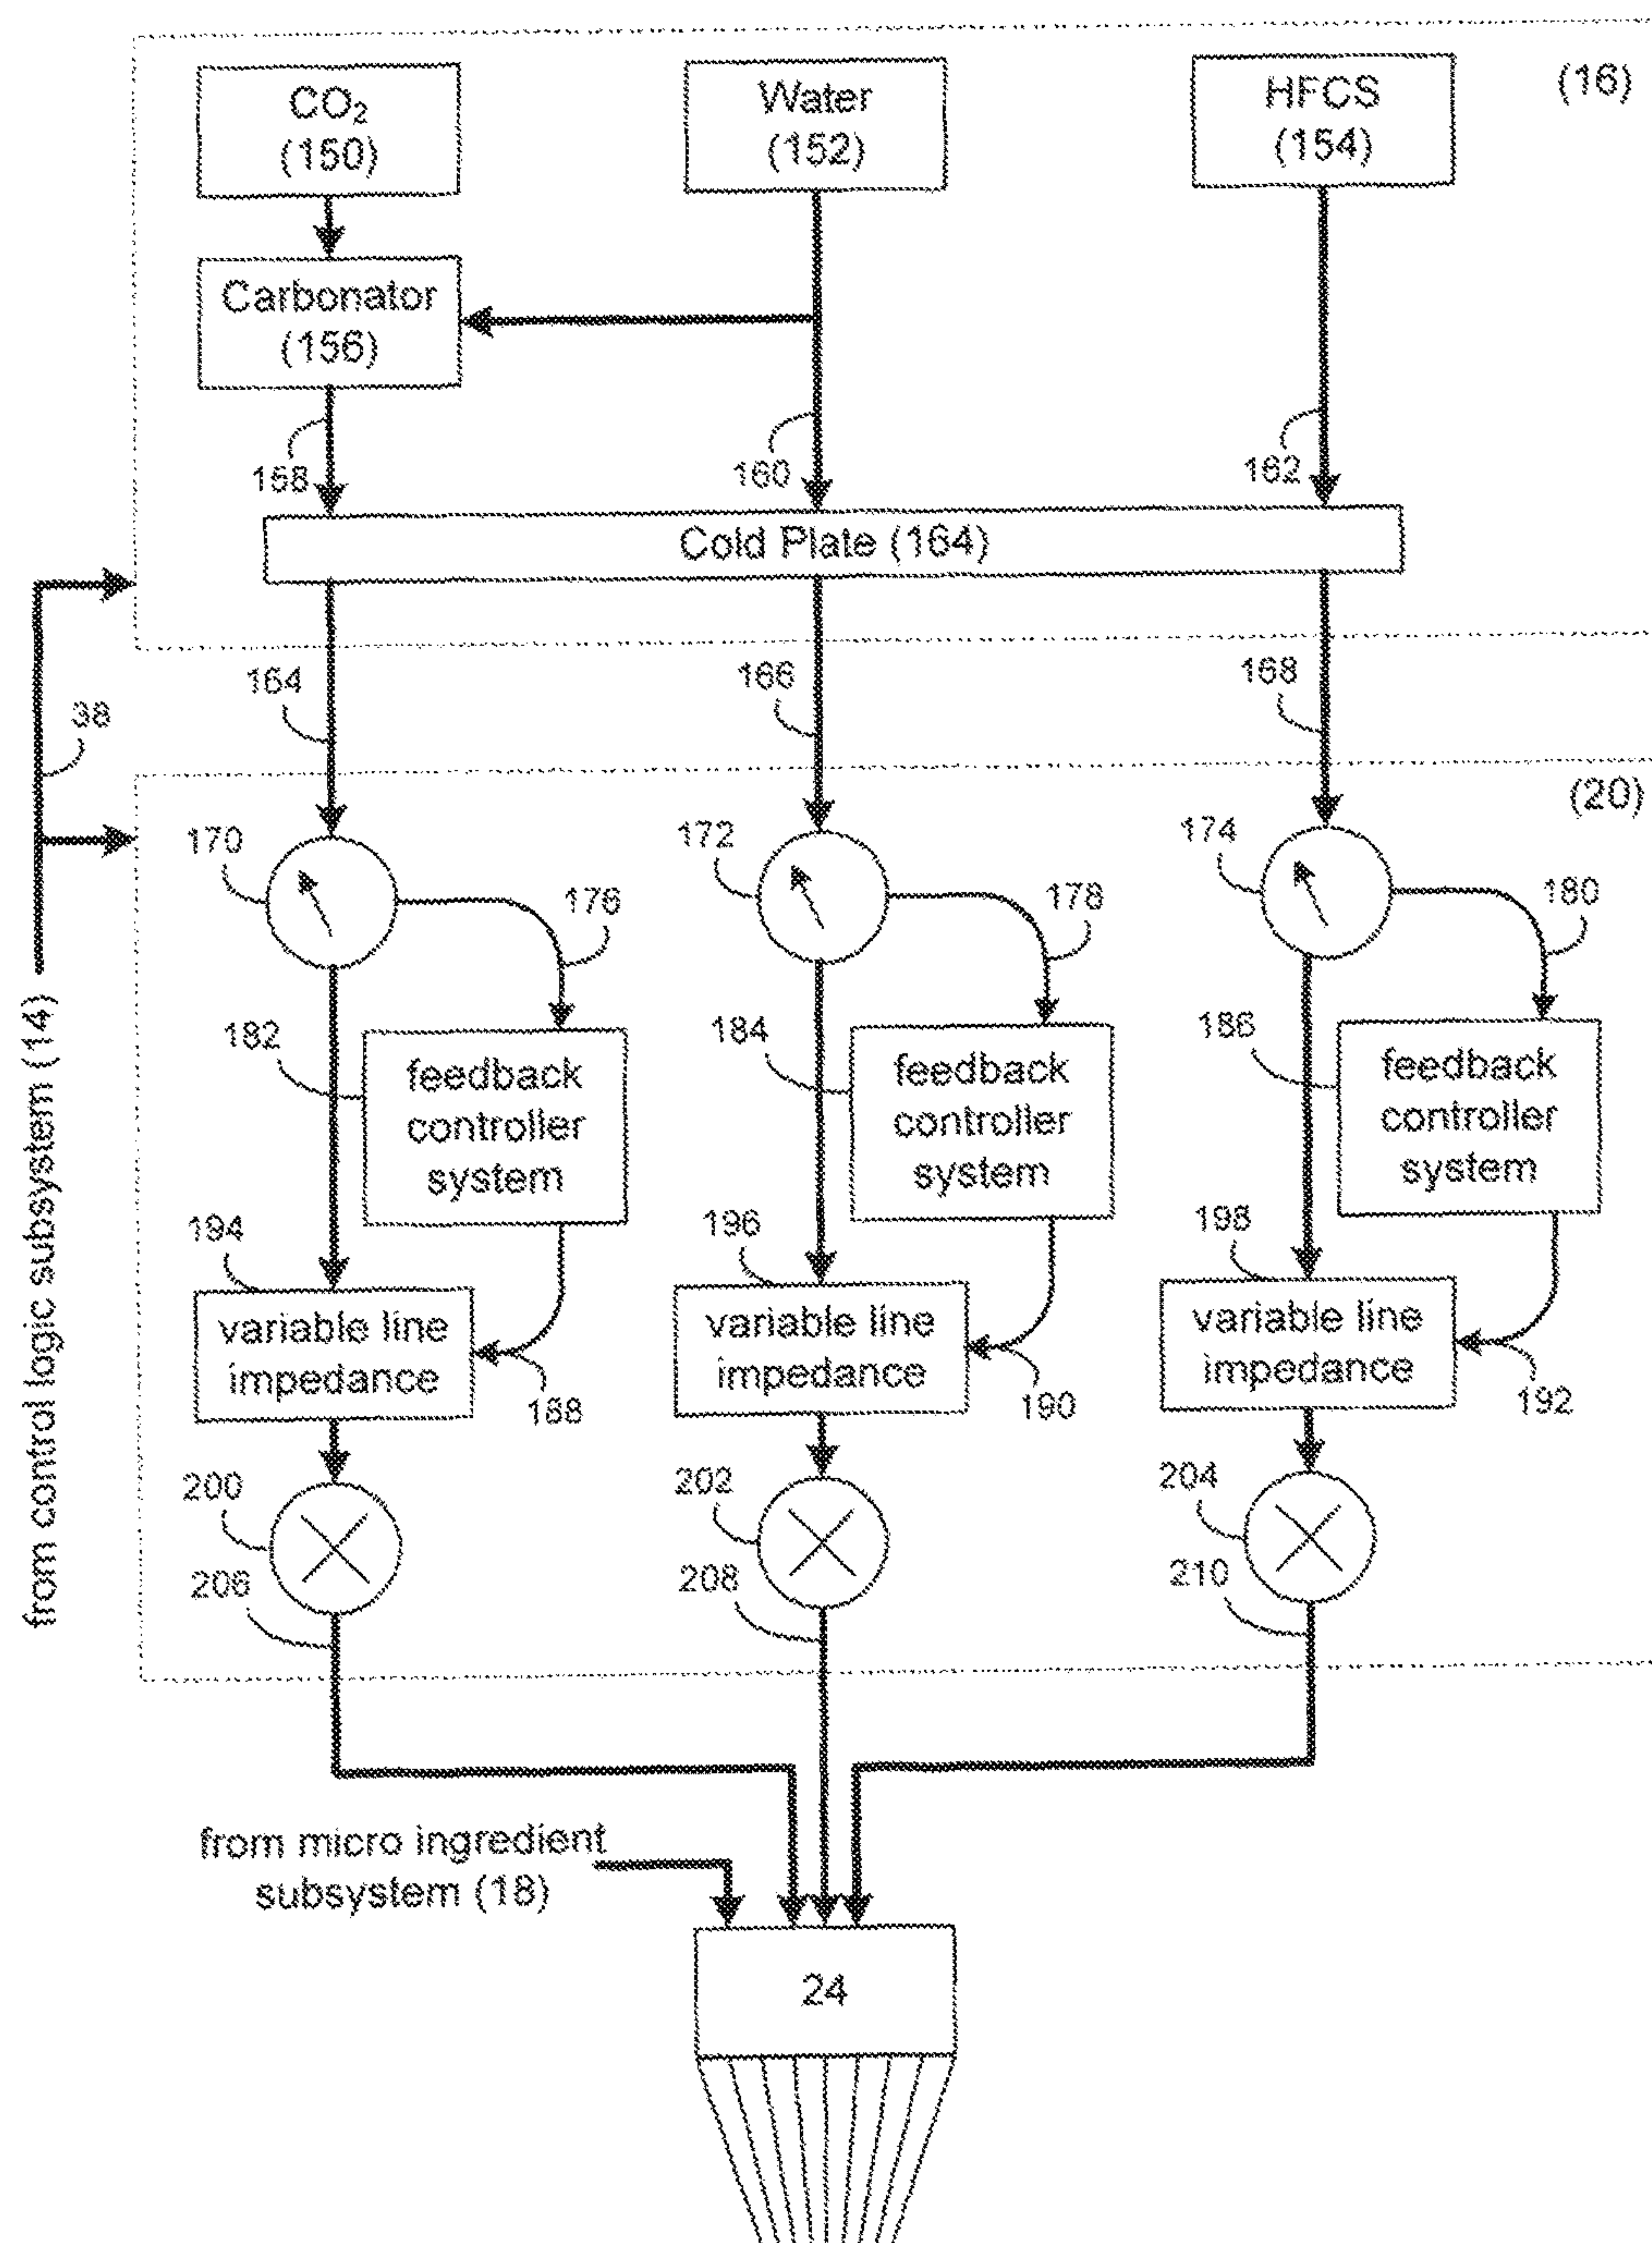 CO₂
(150)
Water
(152)
HFCS
(154)
(16)
Carbonator
(156)
158
160
162
Cold Plate (164)
164
166
168
38
(20)
170
172
174
176
178
180
182
184
186
feedback
controller
system
feedback
controller
system
feedback
controller
system
194
196
198
variable line
impedance
variable line
impedance
variable line
impedance
188
190
192
200
202
204
206
208
210
from control logic subsystem (14)
from micro ingredient
subsystem (18)
24